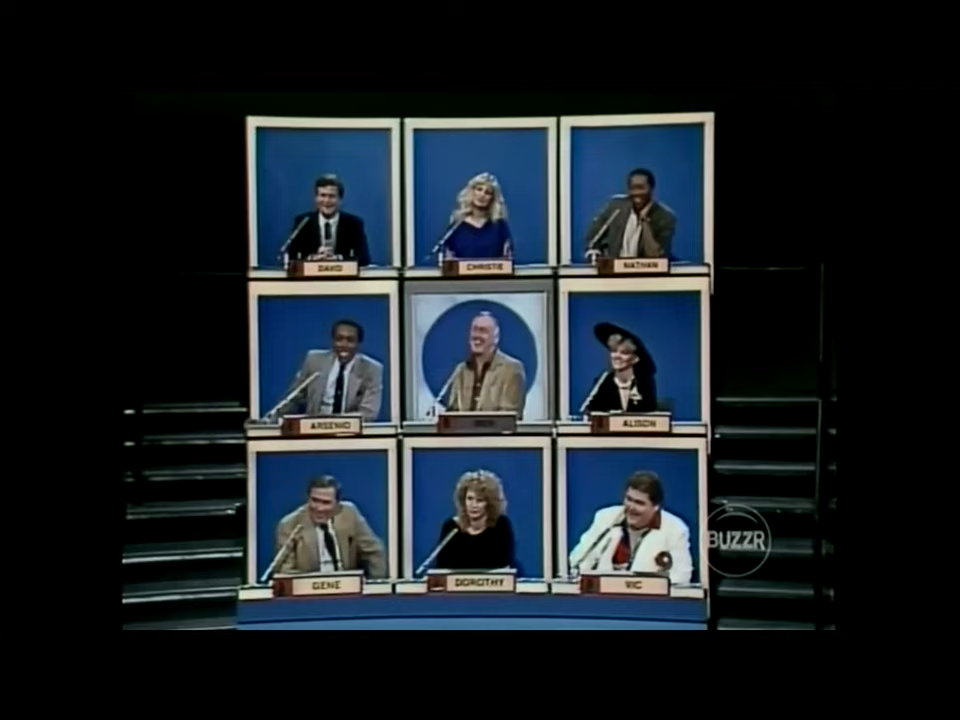 DAVID
CHRISTIE
NATHAN
ARSENIO
ALISON
GENE
DOROTHY
VIC
BUZZR